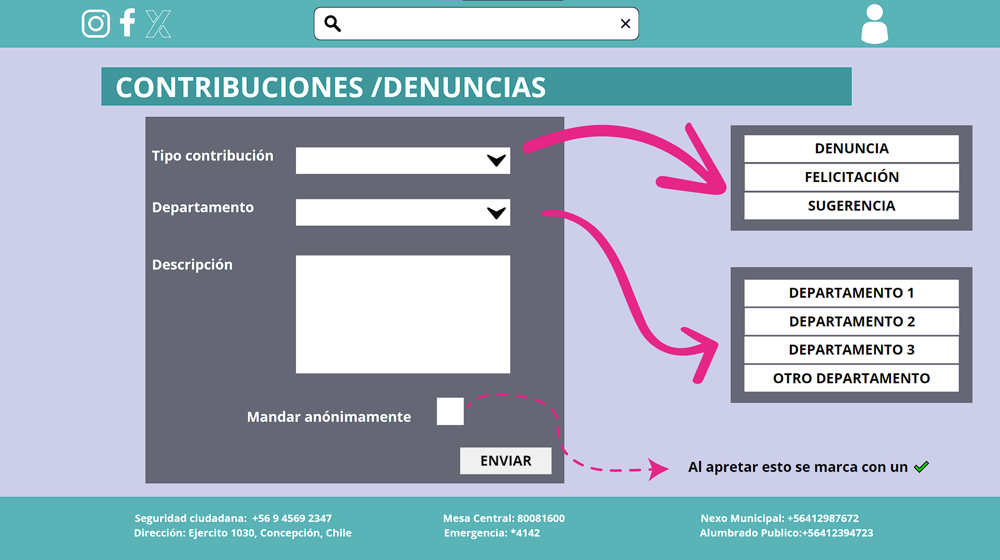 CONTRIBUCIONES /DENUNCIAS
Tipo contribución
Departamento
Descripción
Mandar anónimamente
ENVIAR
DENUNCIA
FELICITACIÓN
SUGERENCIA
DEPARTAMENTO 1
DEPARTAMENTO 2
DEPARTAMENTO 3
OTRO DEPARTAMENTO
Al apretar esto se marca con un
Seguridad ciudadana: +56 9 4569 2347
Dirección: Ejercito 1030, Concepción, Chile
Mesa Central: 80081600
Emergencia: *4142
Nexo Municipal: +56412987672
Alumbrado Publico:+56412394723